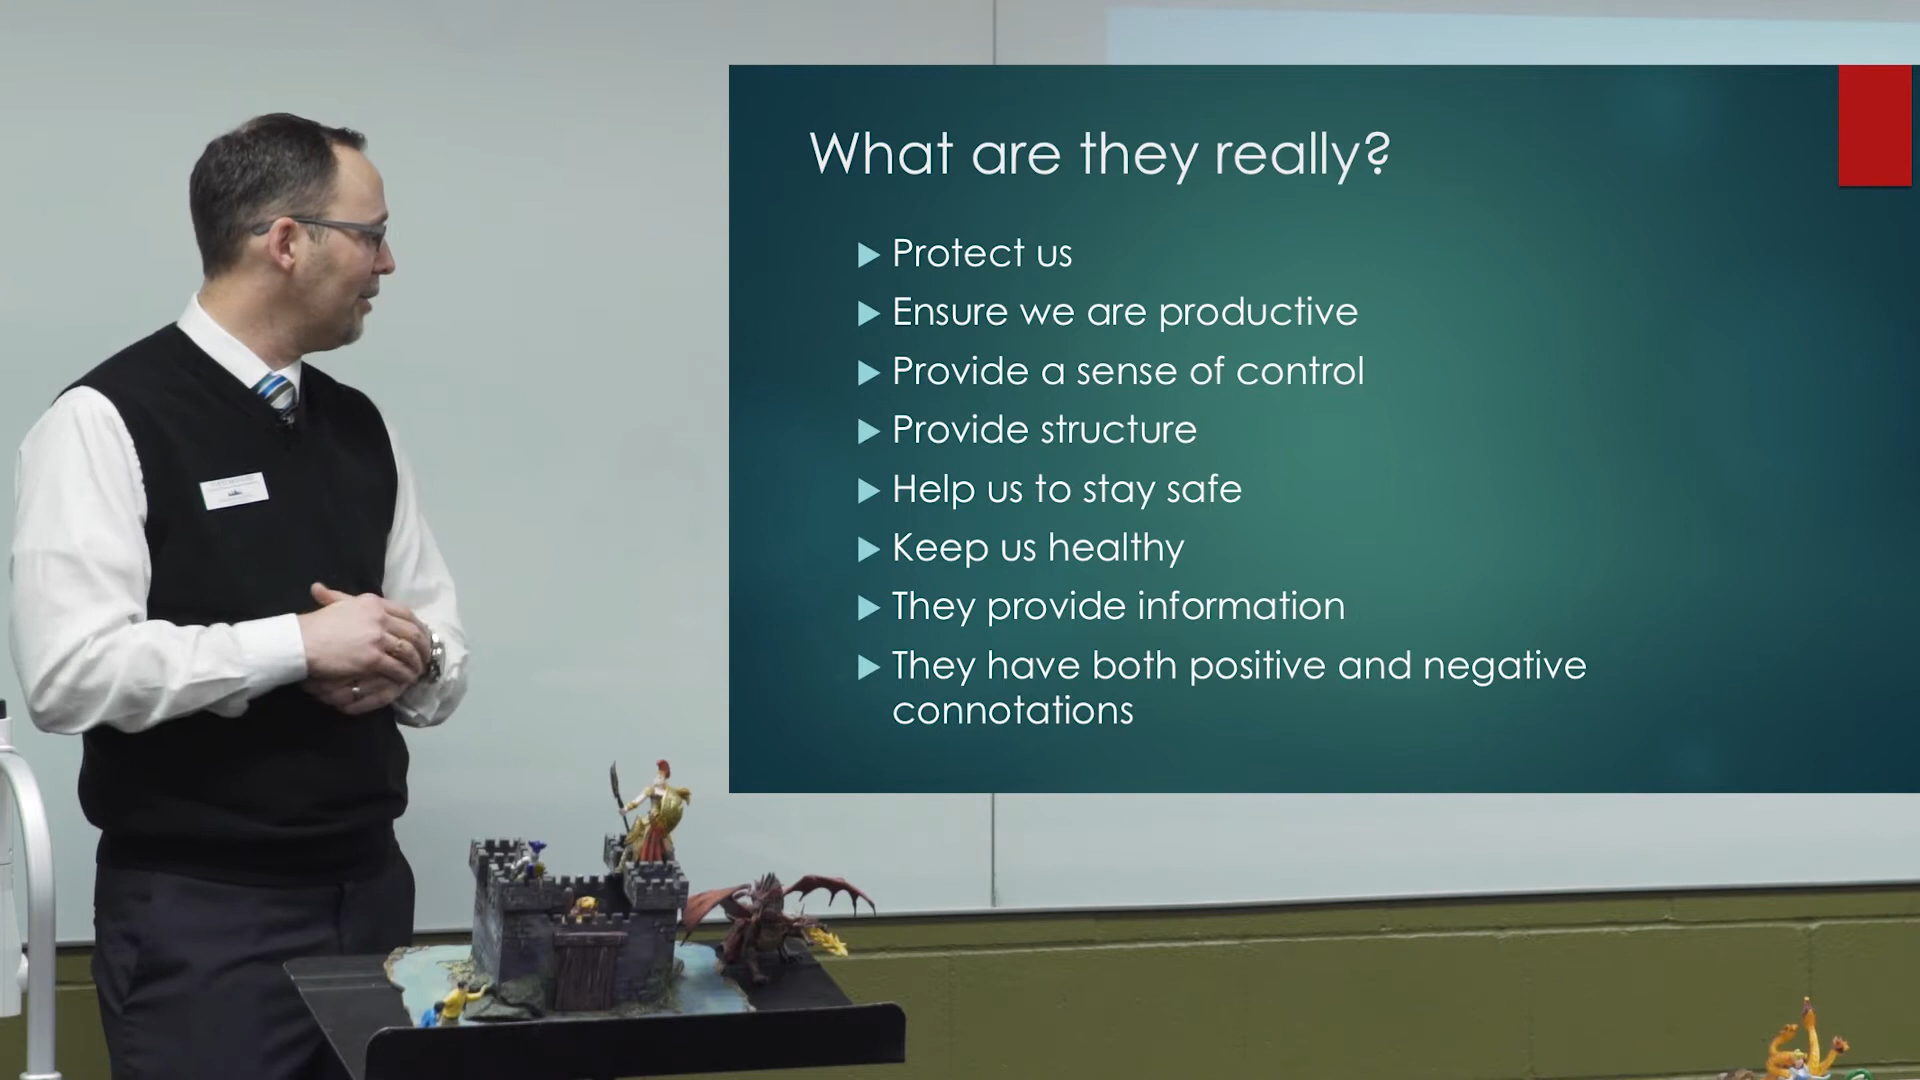 What are they really?
Protect us
Ensure we are productive
Provide a sense of control
Provide structure
Help us to stay safe
Keep us healthy
They provide information
They have both positive and negative
connotations